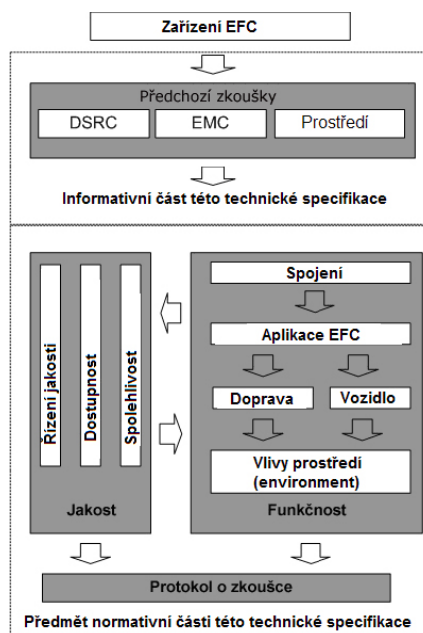 Zařízení EFC
Předchozí zkoušky
DSRC
EMC
Prostředí
Informativní část této technické specifikace
Řízení jakosti
Dostupnost
Spolehlivost
Jakost
Spojení
Aplikace EFC
Doprava
Vozidlo
Vlivy prostředí
(environment)
Funkčnost
Protokol o zkoušce
Předmět normativní části této technické specifikace